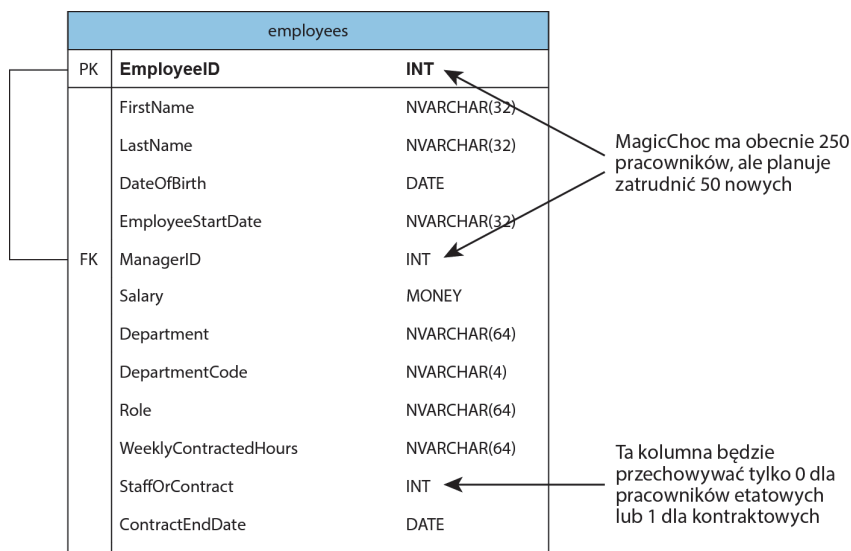 employees
PK EmployeeID INT
FirstName NVARCHAR(32)
LastName NVARCHAR(32)
DateOfBirth DATE
EmployeeStartDate NVARCHAR(32)
FK ManagerID INT
Salary MONEY
Department NVARCHAR(64)
DepartmentCode NVARCHAR(4)
Role NVARCHAR(64)
WeeklyContractedHours NVARCHAR(64)
StaffOrContract INT
ContractEndDate DATE
MagicChoc ma obecnie 250
pracowników, ale planuje
zatrudnić 50 nowych
Ta kolumna będzie
przechowywać tylko 0 dla
pracowników etatowych
lub 1 dla kontraktowych